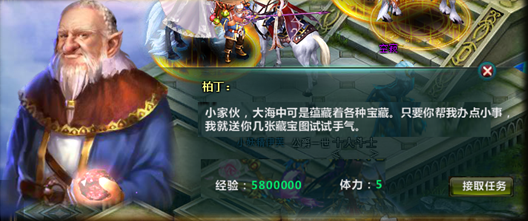 柏丁：
小家伙，大海中可是蕴藏着各种宝藏。只要你帮我办点小事，
我就送你几张藏宝图试试手气。
经验：5800000 体力：5
接取任务